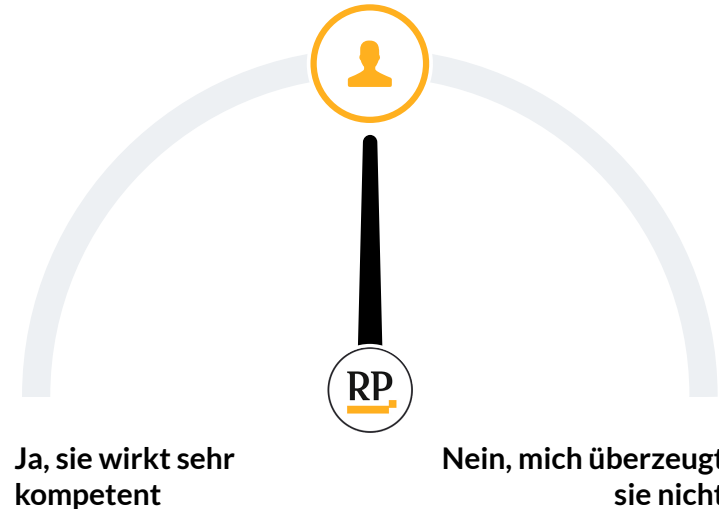 RP
Ja, sie wirkt sehr
kompetent
Nein, mich überzeugt
sie nicht